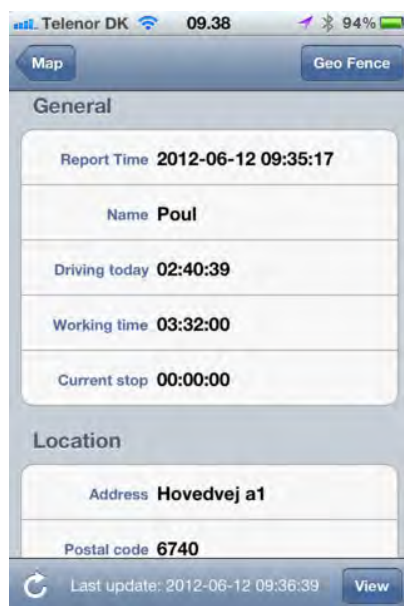 Telenor DK 09.38 94%
Map Geo Fence
General
Report Time 2012-06-12 09:35:17
Name Poul
Driving today 02:40:39
Working time 03:32:00
Current stop 00:00:00
Location
Address Hovedvej a1
Postal code 6740
Last update: 2012-06-12 09:36:39 View